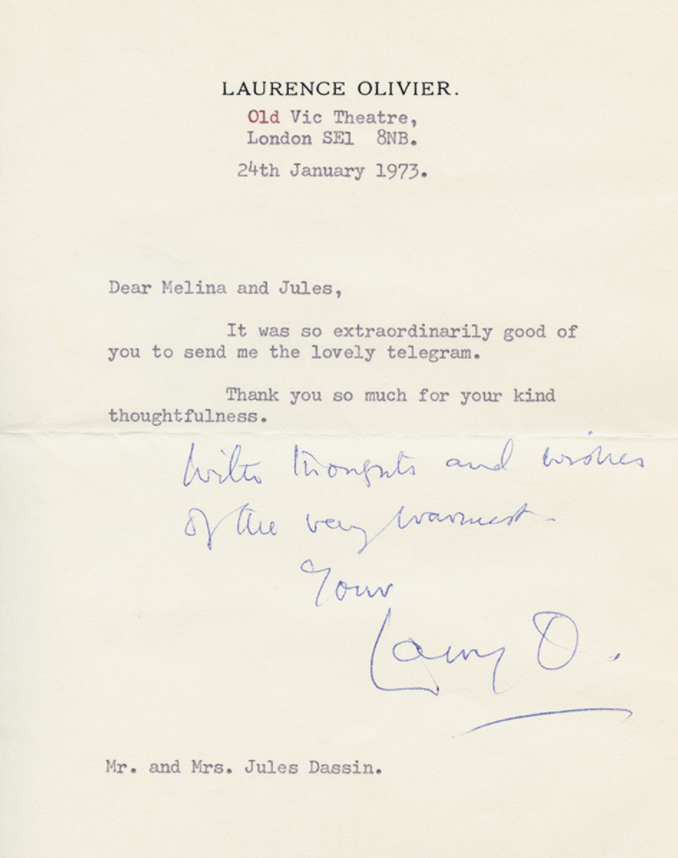 LAURENCE OLIVIER.
Old Vic Theatre,
London SE1 8NB.
24th January 1973.
Dear Melina and Jules,
It was so extraordinarily good of
you to send me the lovely telegram.
Thank you so much for your kind
thoughtfulness.
With thoughts and wishes
of the very warmest
Your
Larry O.
Mr. and Mrs. Jules Dassin.